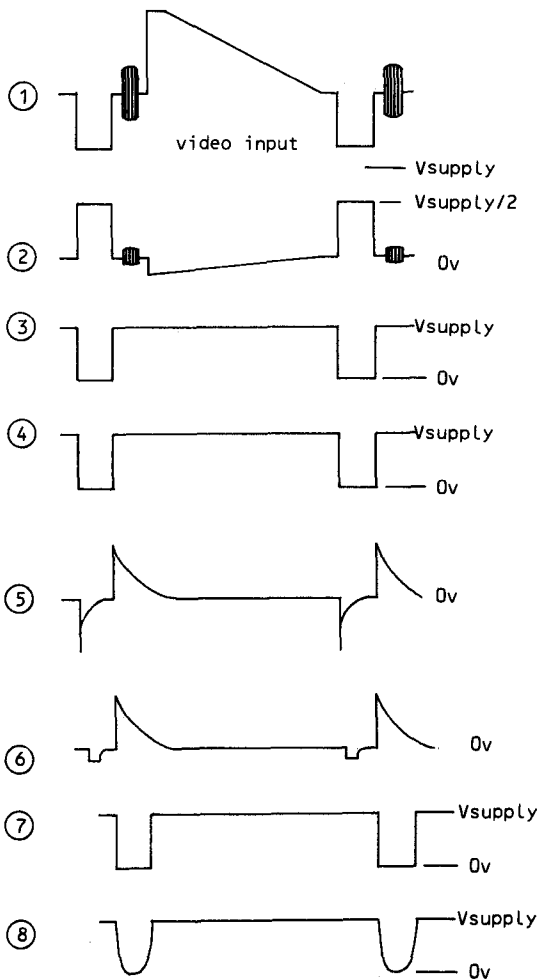 ①
video input
Vsupply
Vsupply/2
②
0v
③
Vsupply
0v
④
Vsupply
0v
⑤
0v
⑥
0v
⑦
Vsupply
0v
⑧
Vsupply
0v